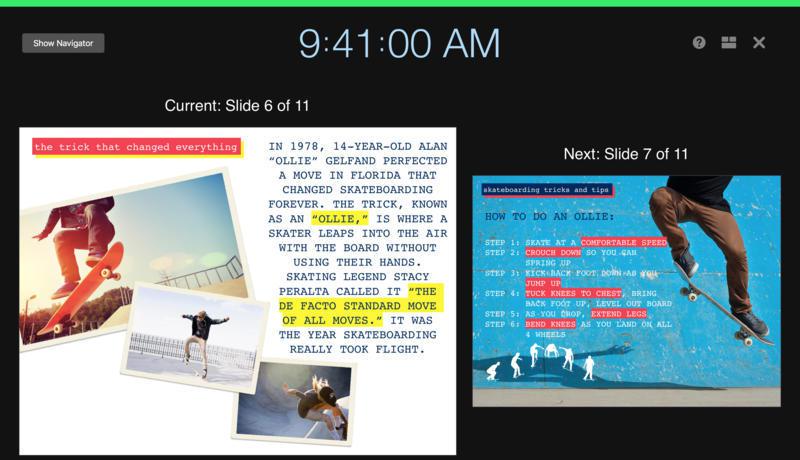 Show Navigator
9:41:00 AM
Current: Slide 6 of 11
the trick that changed everything
IN 1978, 14-YEAR-OLD ALAN
“OLLIE” GELFAND PERFECTED
A MOVE IN FLORIDA THAT
CHANGED SKATEBOARDING
FOREVER. THE TRICK, KNOWN
AS AN “OLLIE,” IS WHERE A
SKATER LEAPS INTO THE AIR
WITH THE BOARD WITHOUT
USING THEIR HANDS.
SKATING LEGEND STACY
PERALTA CALLED IT “THE
DE FACTO STANDARD MOVE
OF ALL MOVES.” IT WAS
THE YEAR SKATEBOARDING
REALLY TOOK FLIGHT.
Next: Slide 7 of 11
skateboarding tricks and tips
HOW TO DO AN OLLIE:
STEP 1: SKATE AT A COMFORTABLE SPEED
STEP 2: CROUCH DOWN SO YOU CAN
SPRING UP
STEP 3: KICK BACK FOOT DOWN AS YOU
JUMP UP
STEP 4: TUCK KNEES TO CHEST, BRING
BACK FOOT UP, LEVEL OUT BOARD
STEP 5: AS YOU DROP, EXTEND LEGS
STEP 6: BEND KNEES AS YOU LAND ON ALL
4 WHEELS